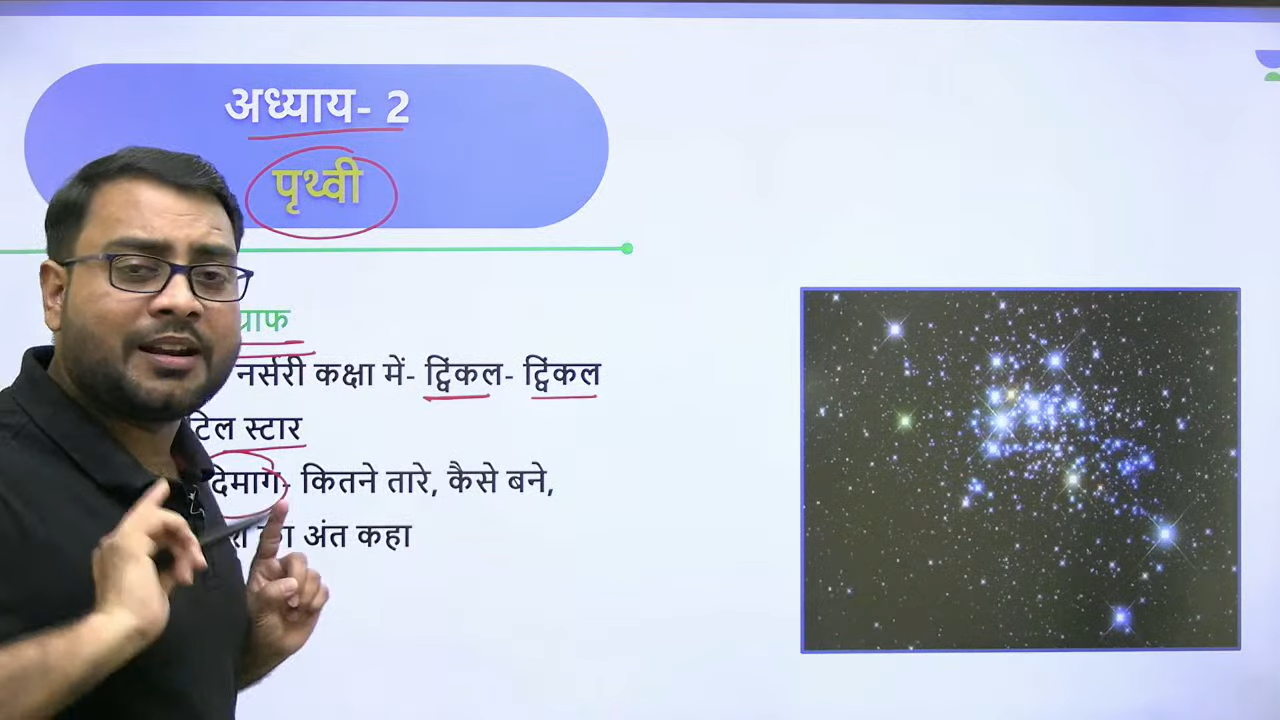 अध्याय- 2
पृथ्वी
ग्राफ
नर्सरी कक्षा में- ट्विंकल- ट्विंकल
स्टार
दिमाग- कितने तारे, कैसे बने,
का अंत कहा